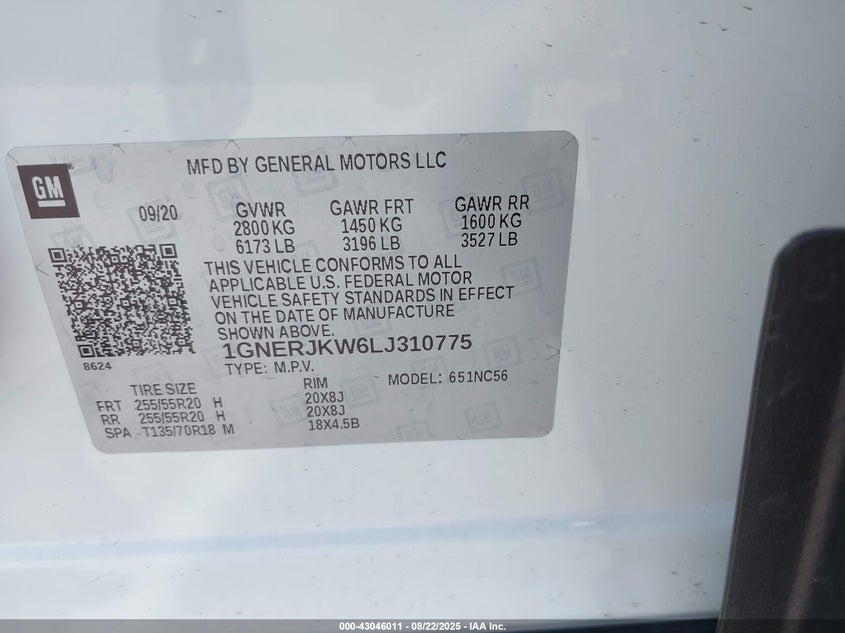 MFD BY GENERAL MOTORS LLC
GM
09/20
GVWR
2800 KG
6173 LB
GAWR FRT
1450 KG
3196 LB
GAWR RR
1600 KG
3527 LB
THIS VEHICLE CONFORMS TO ALL
APPLICABLE U.S. FEDERAL MOTOR
VEHICLE SAFETY STANDARDS IN EFFECT
ON THE DATE OF MANUFACTURE
SHOWN ABOVE.
1GNERJKW6LJ310775
8624
TYPE: M.P.V.
MODEL: 651NC56
TIRE SIZE RIM
FRT 255/55R20 H 20X8J
RR 255/55R20 H 20X8J
SPA -T135/70R18 M 18X4.5B
000-43046011 - 08/22/2025 - IAA Inc.